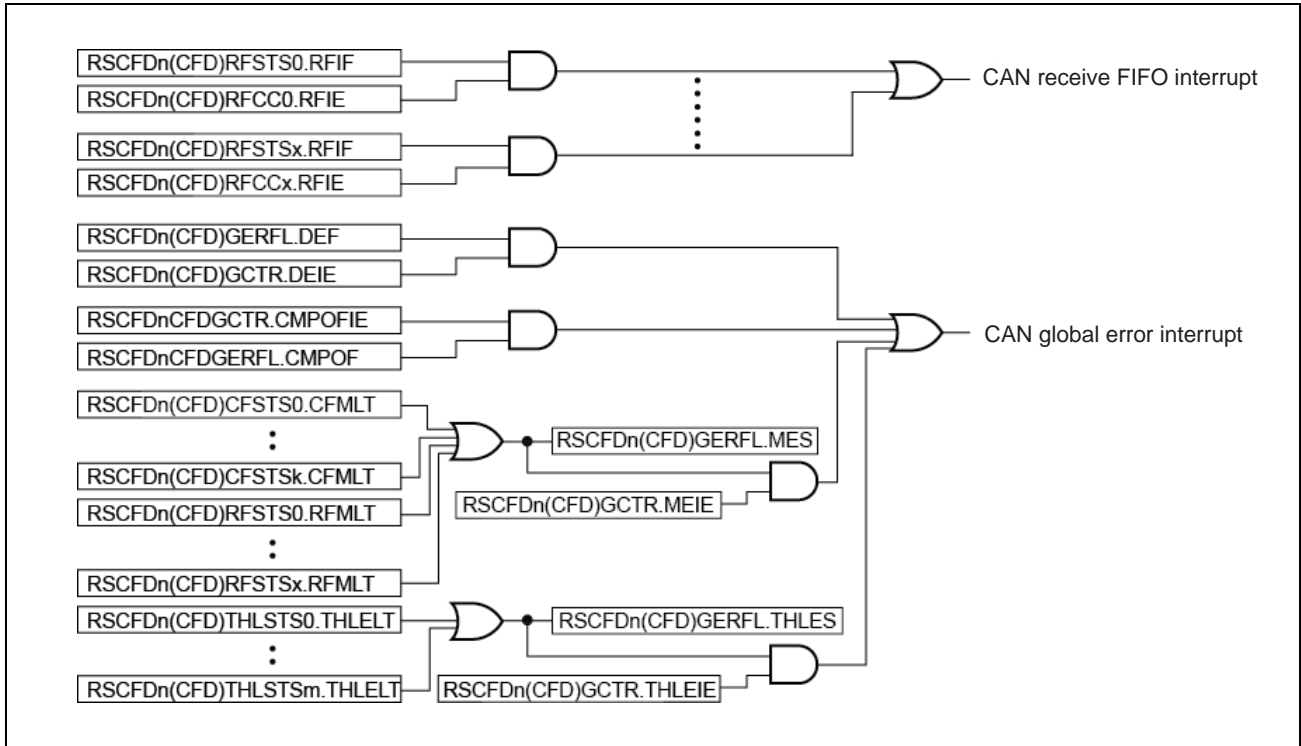 RSCFDn(CFD)RFSTS0.RFIF
RSCFDn(CFD)RFCC0.RFIE
CAN receive FIFO interrupt
RSCFDn(CFD)RFSTSx.RFIF
RSCFDn(CFD)RFCCx.RFIE
RSCFDn(CFD)GERFL.DEF
RSCFDn(CFD)GCTR.DEIE
RSCFDnCFDGCTR.CMPOFIE
RSCFDnCFDGERFL.CMPOF
CAN global error interrupt
RSCFDn(CFD)CFSTS0.CFMLT
RSCFDn(CFD)GERFL.MES
RSCFDn(CFD)CFSTSk.CFMLT
RSCFDn(CFD)RFSTS0.RFMLT
RSCFDn(CFD)GCTR.MEIE
RSCFDn(CFD)RFSTSx.RFMLT
RSCFDn(CFD)THLSTS0.THLELT
RSCFDn(CFD)GERFL.THLES
RSCFDn(CFD)THLSTSm.THLELT
RSCFDn(CFD)GCTR.THLEIE